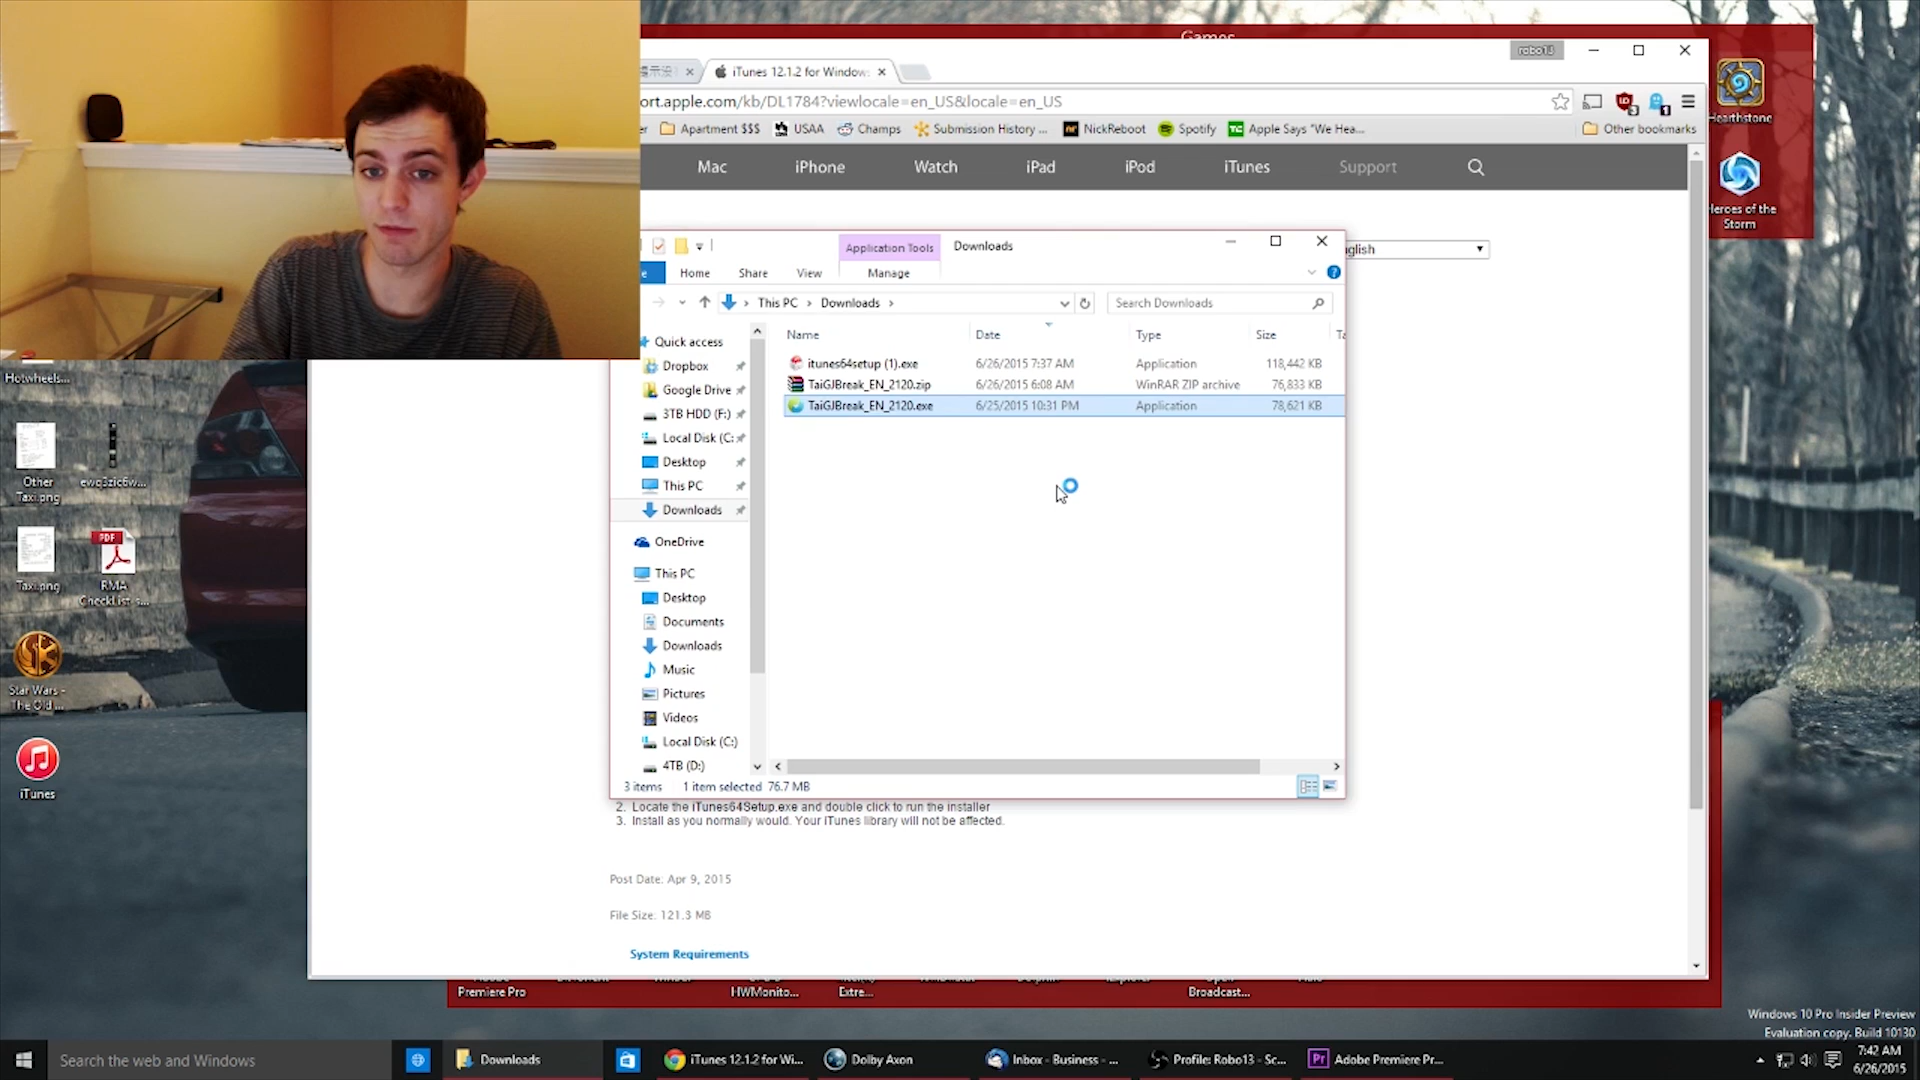 Games
robo13
iTunes 12.1.2 for Window:
ort.apple.com/kb/DL1784?viewlocale=en_US&locale=en_US
Apartment $$$
USAA
Champs
Submission History ...
NickReboot
Spotify
Apple Says "We Hea...
Other bookmarks
Mac
iPhone
Watch
iPad
iPod
iTunes
Support
glish
Application Tools
Downloads
Home
Share
View
Manage
This PC > Downloads >
Search Downloads
Name
Date
Type
Size
itunes64setup (1).exe 6/26/2015 7:37 AM Application 118,442 KB
TaiGJBreak_EN_2120.zip 6/26/2015 6:08 AM WinRAR ZIP archive 76,833 KB
TaiGJBreak_EN_2120.exe 6/25/2015 10:31 PM Application 78,621 KB
Quick access
Dropbox
Google Drive
3TB HDD (F:)
Local Disk (C:
Desktop
This PC
Downloads
OneDrive
This PC
Desktop
Documents
Downloads
Music
Pictures
Videos
Local Disk (C:)
4TB (D:)
3 items 1 item selected 76.7 MB
2. Locate the iTunes64Setup.exe and double click to run the installer
3. Install as you normally would. Your iTunes library will not be affected.
Post Date: Apr 9, 2015
File Size: 121.3 MB
System Requirements
Hotwheels...
Other
Taxi.png
ewq3zic6w...
Taxi.png
PDF
RMA
CheckList-s...
Star Wars -
The Old ...
iTunes
Hearthstone
Heroes of the
Storm
Premiere Pro
HWMonito...
Extre...
Broadcast...
Windows 10 Pro Insider Preview
Evaluation copy. Build 10130
Search the web and Windows
Downloads
iTunes 12.1.2 for Wi...
Dolby Axon
Inbox - Business - ...
Profile: Robo13 - Sc...
Pr
Adobe Premiere Pr...
7:42 AM
6/26/2015